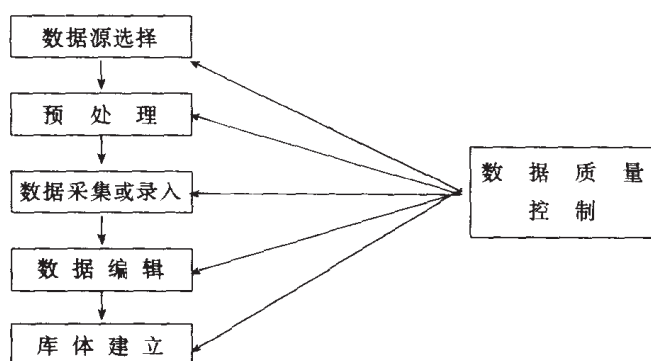 数据源选择
预处理
数据采集或录入
数据编辑
库体建立
数据质量
控制